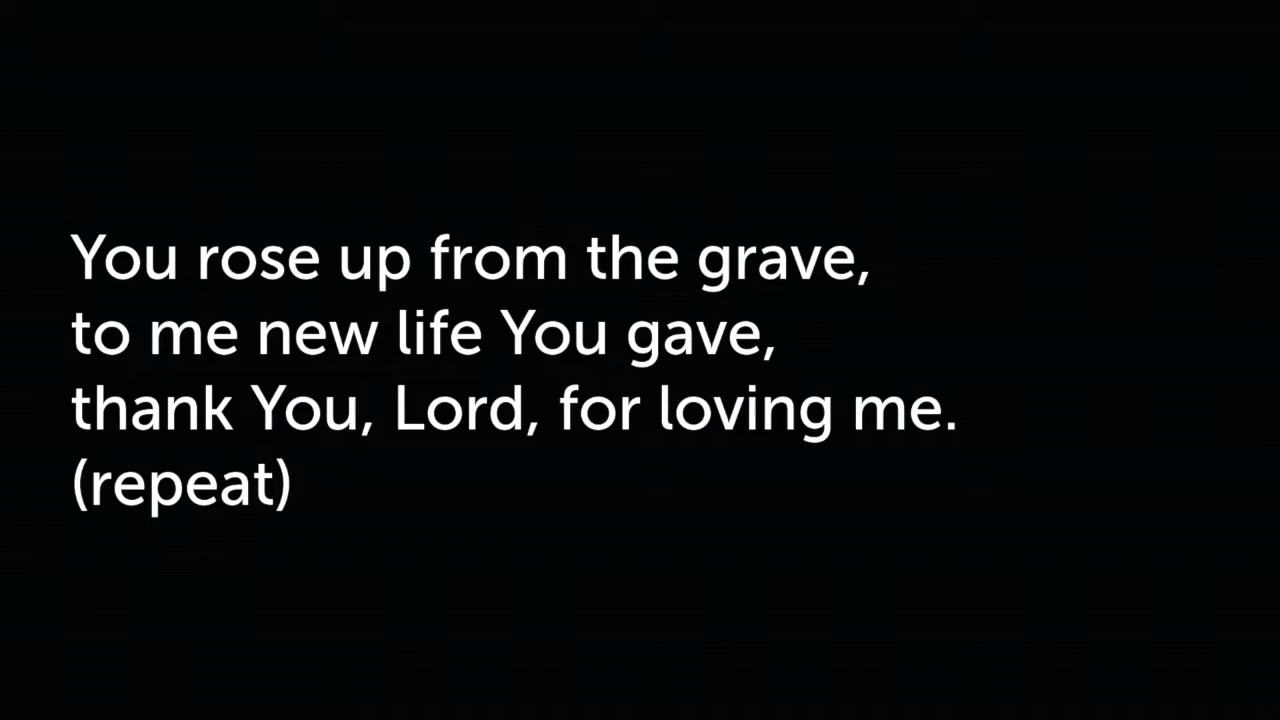 You rose up from the grave,
to me new life You gave,
thank You, Lord, for loving me.
(repeat)